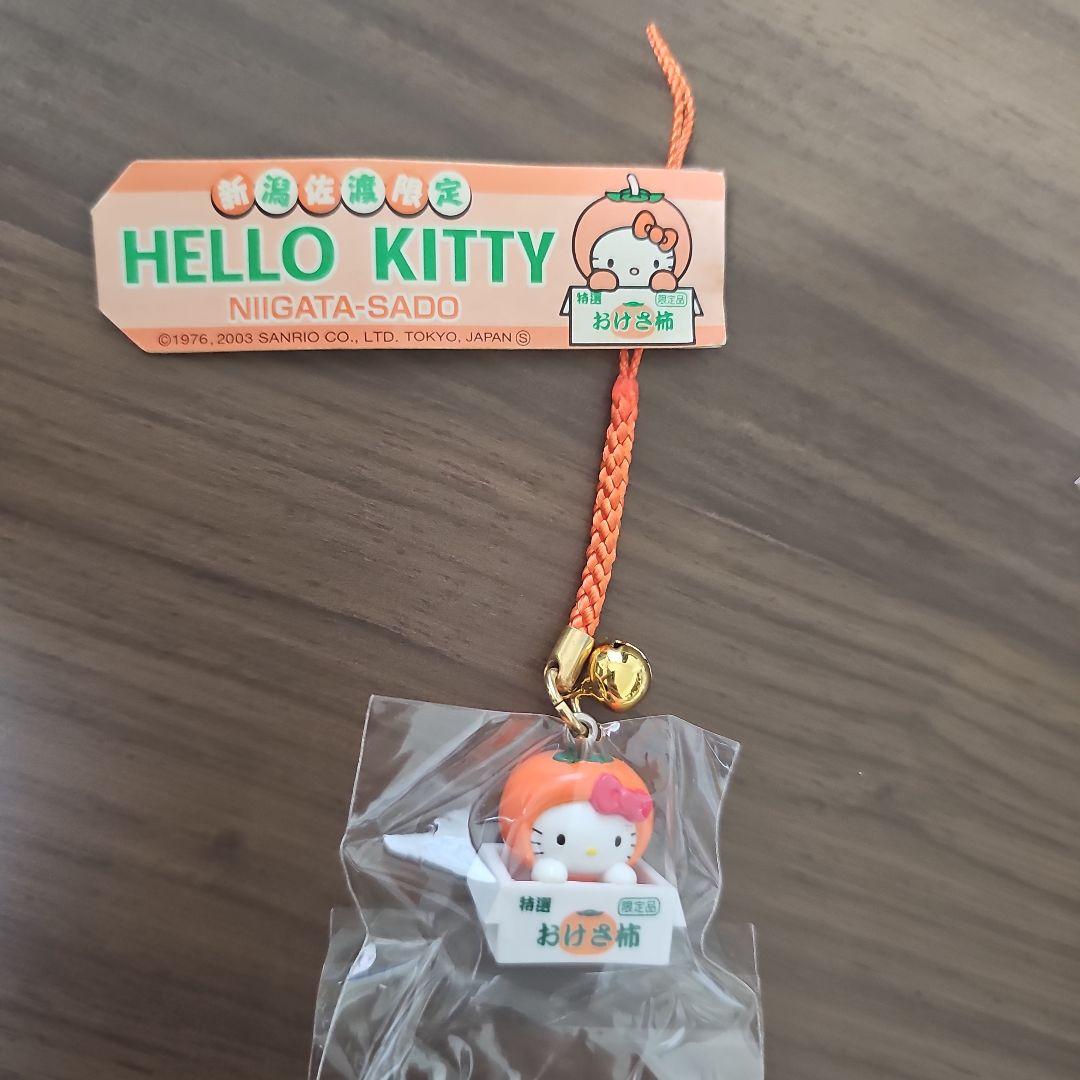 新潟佐渡限定
HELLO KITTY
NIIGATA-SADO
©1976, 2003 SANRIO CO., LTD. TOKYO, JAPAN Ⓢ
特選 限定品
おけさ柿
特選 限定品
おけさ柿